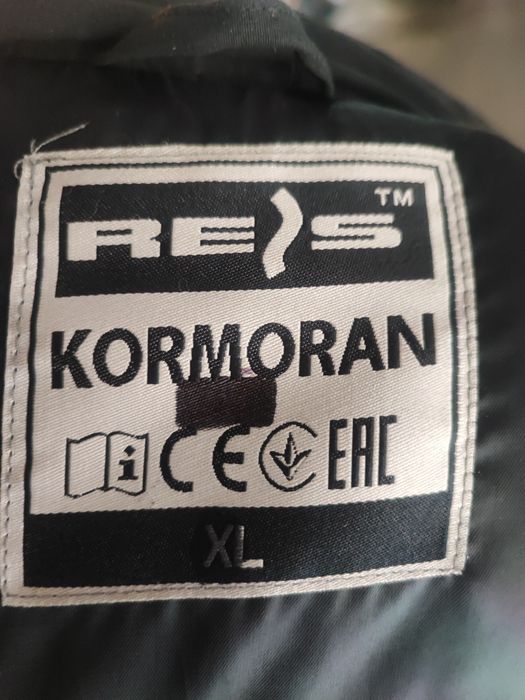 REIS™
KORMORAN
i CE EAC
XL